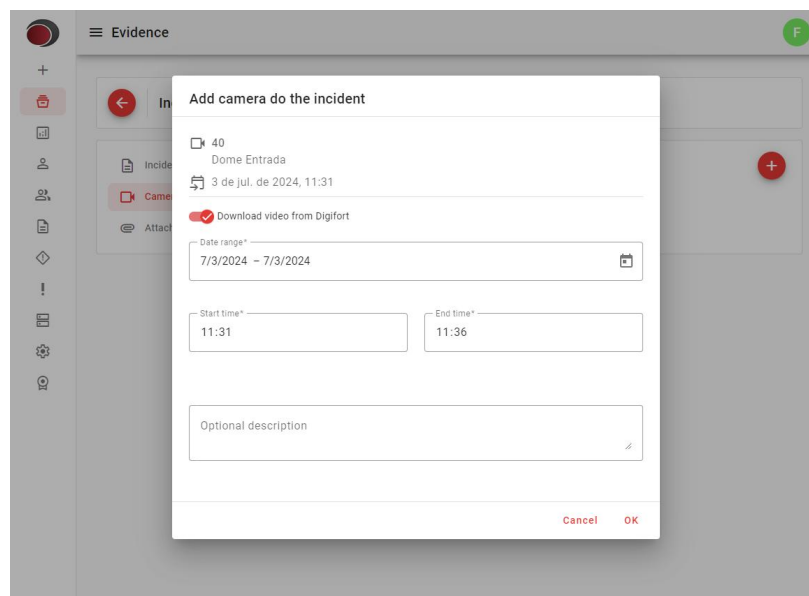 Evidence
F
In
Add camera do the incident
40
Dome Entrada
3 de jul. de 2024, 11:31
Incide
Came
Attach
Download video from Digifort
Date range*
7/3/2024 – 7/3/2024
Start time*
11:31
End time*
11:36
Optional description
Cancel
OK